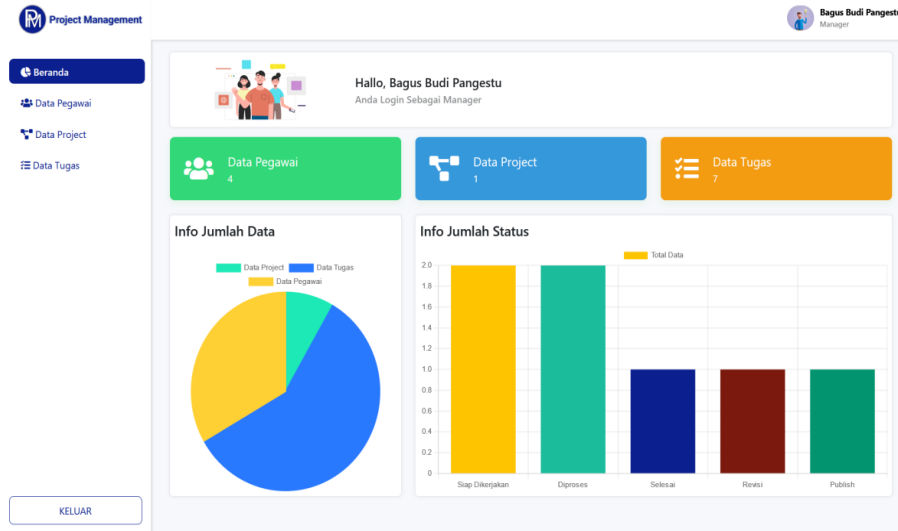 Project Management
Bagus Budi Pangestu
Manager
Beranda
Data Pegawai
Data Project
Data Tugas
KELUAR
Hallo, Bagus Budi Pangestu
Anda Login Sebagai Manager
Data Pegawai
4
Data Project
1
Data Tugas
7
Info Jumlah Data
Data Project Data Tugas
Data Pegawai
Info Jumlah Status
Total Data
2.0
1.8
1.6
1.4
1.2
1.0
0.8
0.6
0.4
0.2
0
Siap Dikerjakan Diproses Selesai Revisi Publish